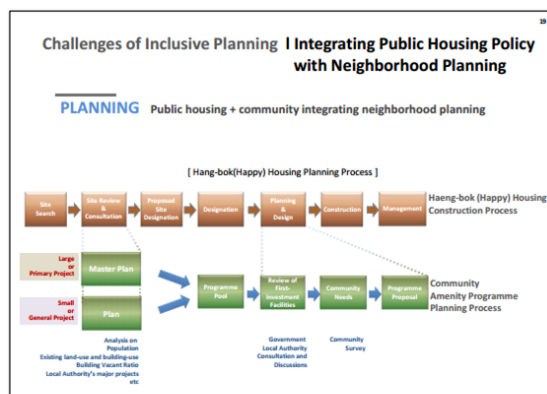 19
Challenges of Inclusive Planning l Integrating Public Housing Policy
with Neighborhood Planning
PLANNING Public housing + community integrating neighborhood planning
[ Hang-bok(Happy) Housing Planning Process ]
Site
Search
Site Review
&
Consultation
Proposed
Site
Designation
Designation
Planning
&
Design
Construction
Management
Haeng-bok (Happy) Housing
Construction Process
Large
or
Primary Project
Master Plan
Small
or
General Project
Plan
Programme
Pool
Review of
First-
Investment
Facilities
Community
Needs
Programme
Proposal
Community
Amenity Programme
Planning Process
Analysis on
Population
Existing land-use and building-use
Building Vacant Ratio
Local Authority's major projects
etc
Government
Local Authority
Consultation and
Discussions
Community
Survey